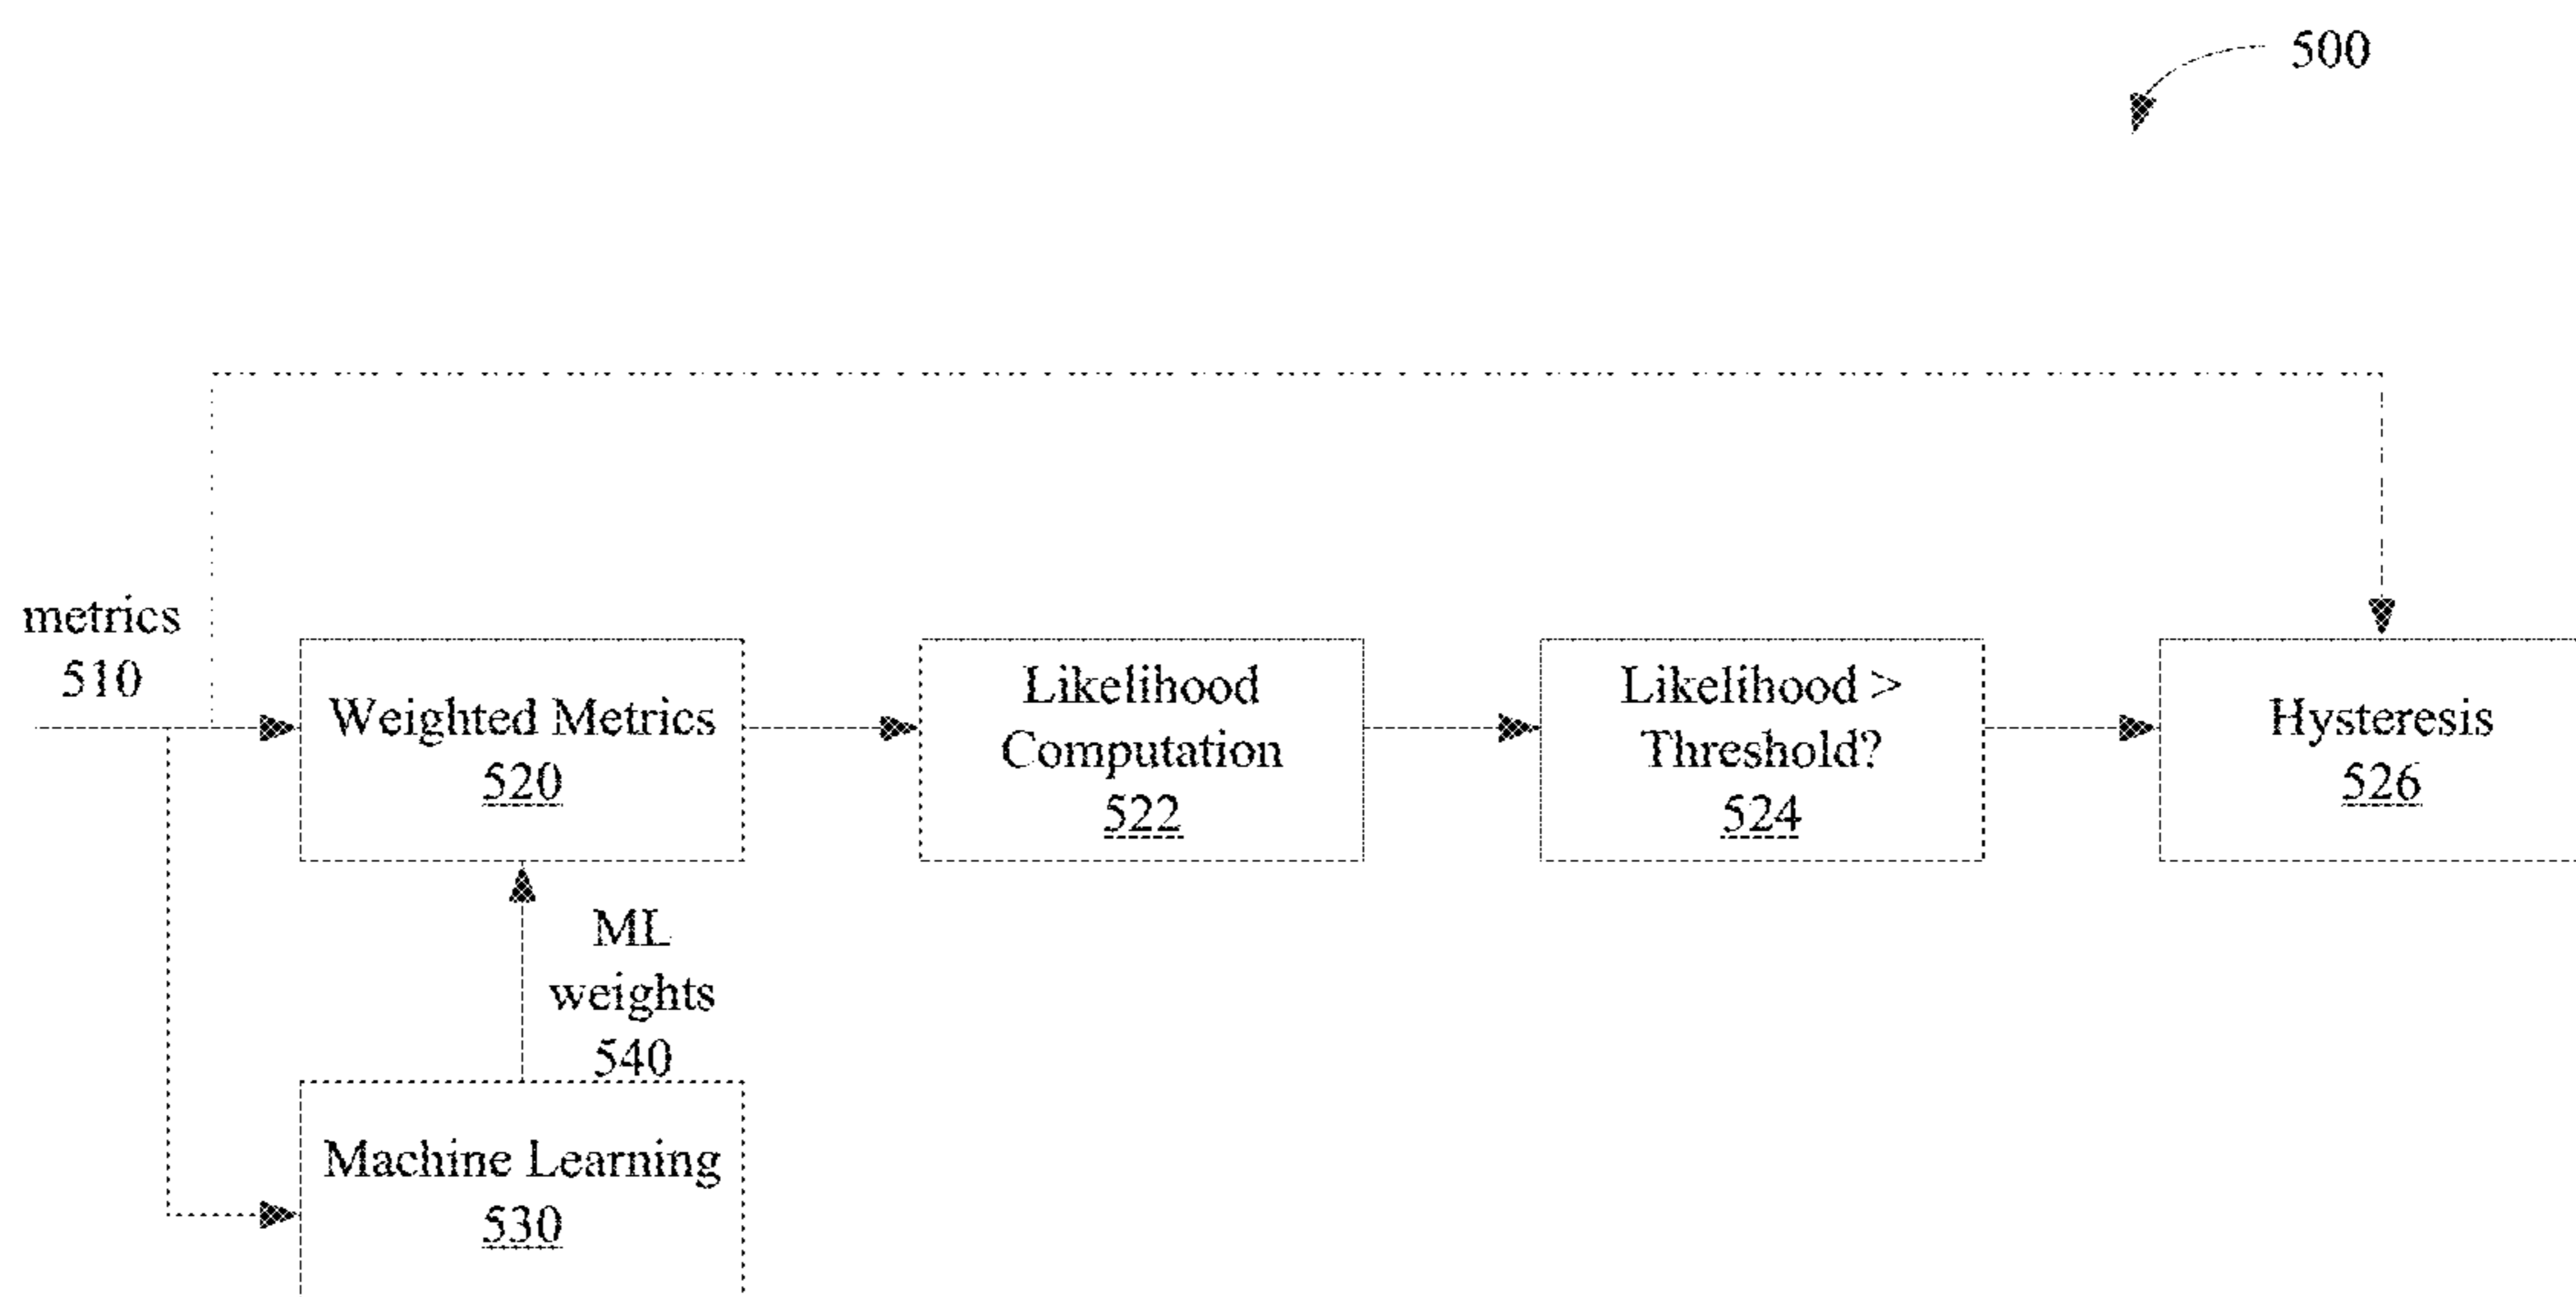 500
metrics
510
Weighted Metrics
520
Likelihood
Computation
522
Likelihood >
Threshold?
524
Hysteresis
526
ML
weights
540
Machine Learning
530